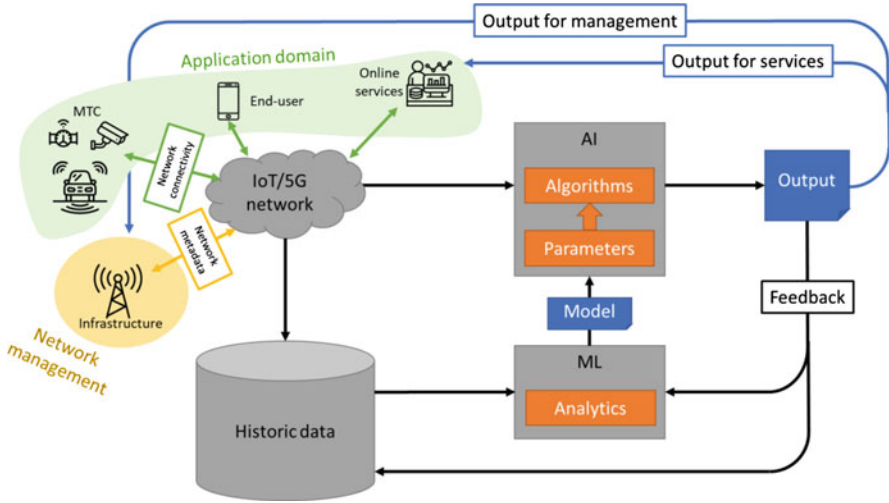 Output for management
Application domain
Output for services
Online
services
MTC
End-user
Network
connectivity
IoT/5G
network
AI
Algorithms
Parameters
Output
Network
metadata
Infrastructure
Network
management
Model
Feedback
ML
Analytics
Historic data